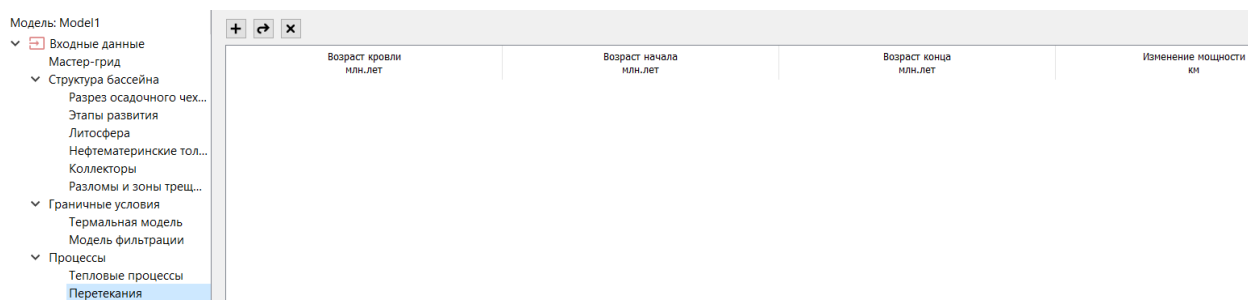 Модель: Model1
Входные данные
Мастер-грид
Структура бассейна
Разрез осадочного чех...
Этапы развития
Литосфера
Нефтематеринские тол...
Коллекторы
Разломы и зоны трещ...
Граничные условия
Термальная модель
Модель фильтрации
Процессы
Тепловые процессы
Перетекания
Возраст кровли
млн.лет
Возраст начала
млн.лет
Возраст конца
млн.лет
Изменение мощности
км